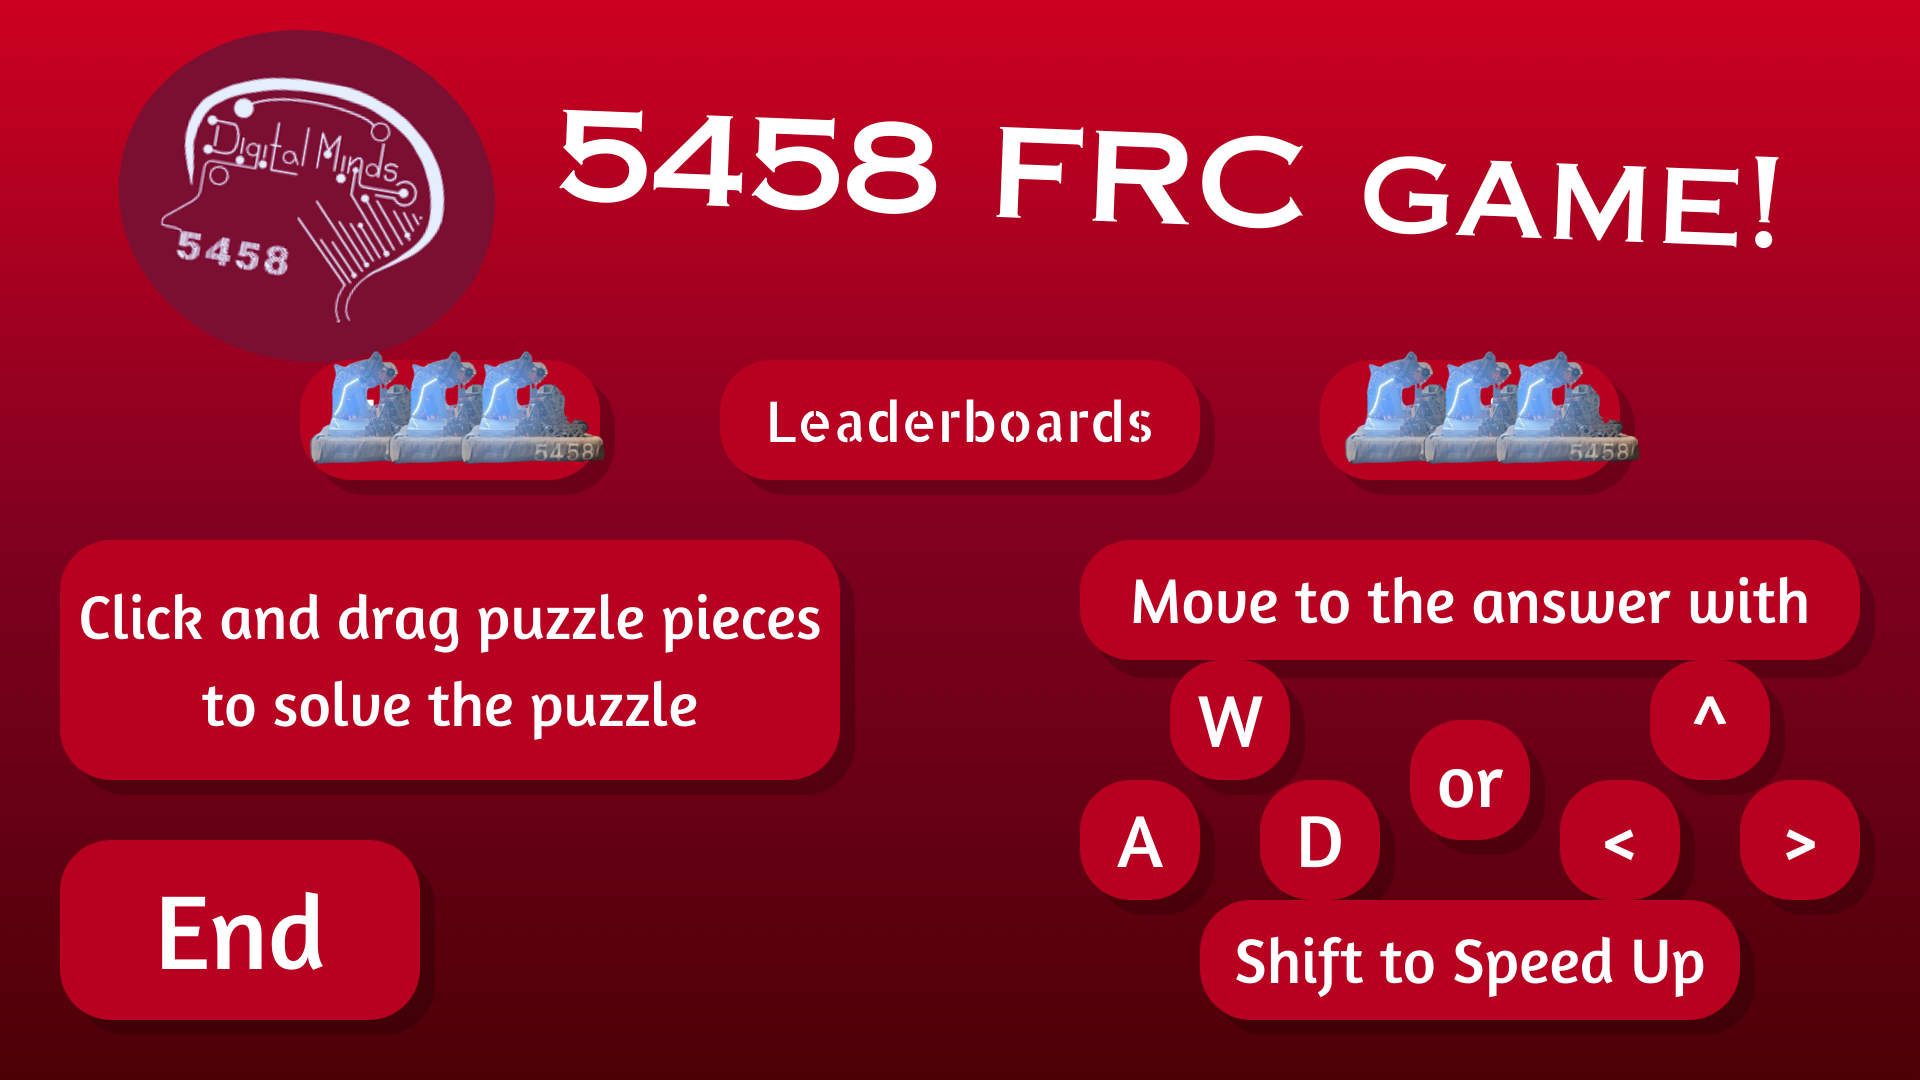 Digital Minds
5458
5458 FRC GAME!
5458
Leaderboards
5458
Click and drag puzzle pieces
to solve the puzzle
Move to the answer with
W
^
or
A
D
<
>
End
Shift to Speed Up